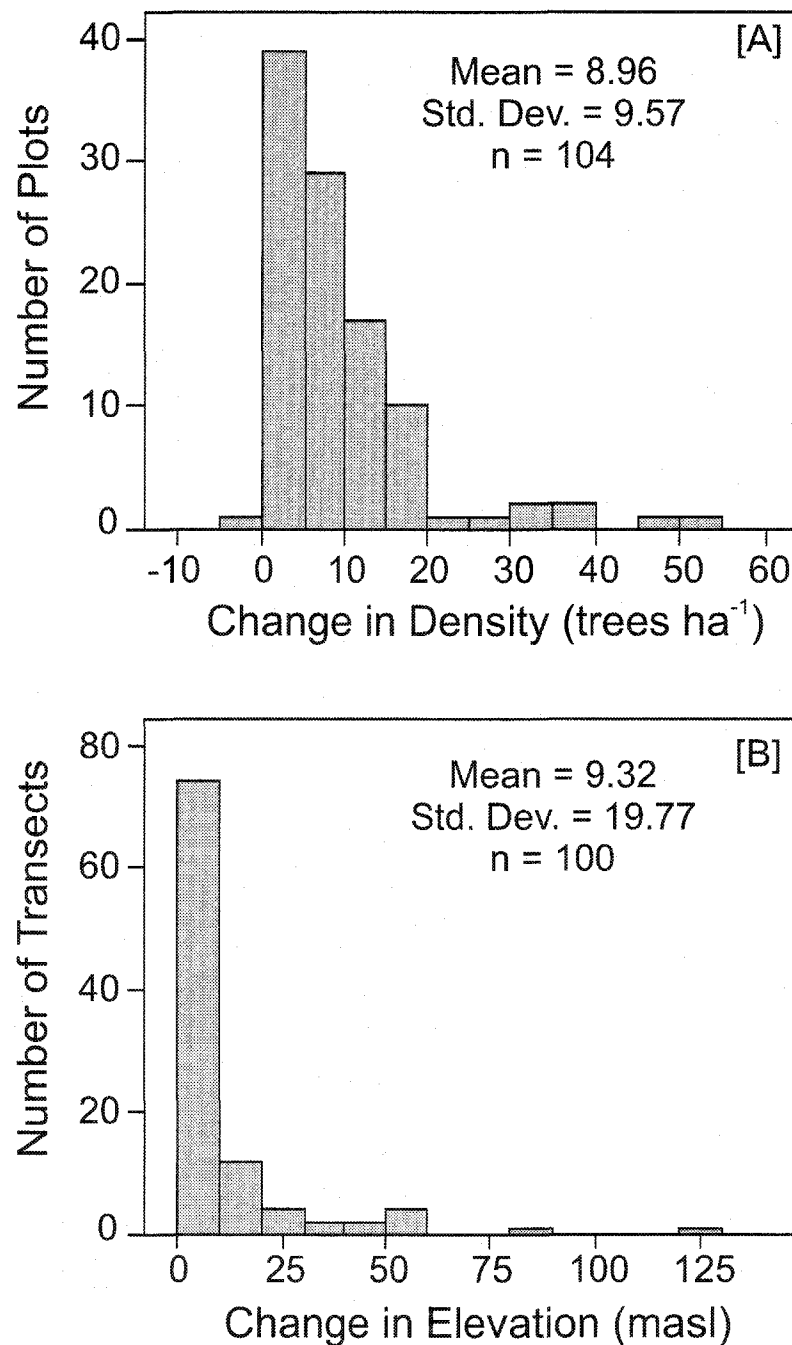 [A]
Mean = 8.96
Std. Dev. = 9.57
n = 104
Number of Plots
40
30
20
10
0
-10 0 10 20 30 40 50 60
Change in Density (trees ha⁻¹)
[B]
Mean = 9.32
Std. Dev. = 19.77
n = 100
Number of Transects
80
60
40
20
0
0 25 50 75 100 125
Change in Elevation (masl)